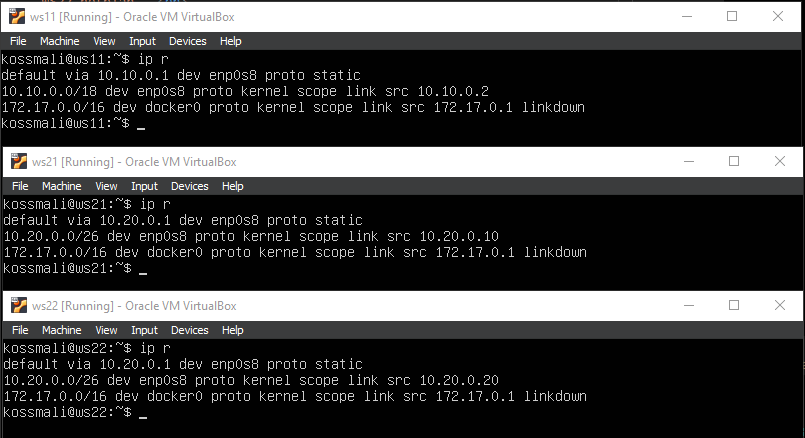 ws11 [Running] - Oracle VM VirtualBox
File Machine View Input Devices Help
kossmali@ws11:~$ ip r
default via 10.10.0.1 dev enp0s8 proto static
10.10.0.0/18 dev enp0s8 proto kernel scope link src 10.10.0.2
172.17.0.0/16 dev docker0 proto kernel scope link src 172.17.0.1 linkdown
kossmali@ws11:~$ _
ws21 [Running] - Oracle VM VirtualBox
File Machine View Input Devices Help
kossmali@ws21:~$ ip r
default via 10.20.0.1 dev enp0s8 proto static
10.20.0.0/26 dev enp0s8 proto kernel scope link src 10.20.0.10
172.17.0.0/16 dev docker0 proto kernel scope link src 172.17.0.1 linkdown
kossmali@ws21:~$ _
ws22 [Running] - Oracle VM VirtualBox
File Machine View Input Devices Help
kossmali@ws22:~$ ip r
default via 10.20.0.1 dev enp0s8 proto static
10.20.0.0/26 dev enp0s8 proto kernel scope link src 10.20.0.20
172.17.0.0/16 dev docker0 proto kernel scope link src 172.17.0.1 linkdown
kossmali@ws22:~$ _